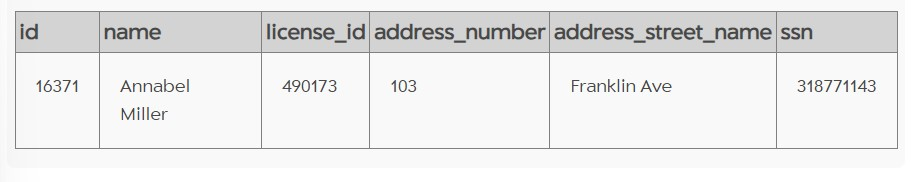 id name license_id address_number address_street_name ssn
16371 Annabel 490173 103 Franklin Ave 318771143
Miller